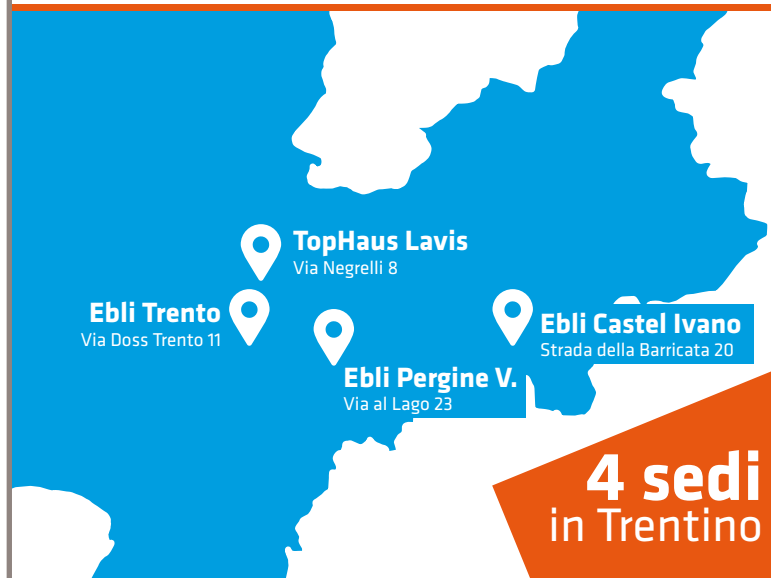 TopHaus Lavis
Via Negrelli 8
Ebli Trento
Via Doss Trento 11
Ebli Castel Ivano
Strada della Barricata 20
Ebli Pergine V.
Via al Lago 23
4 sedi
in Trentino